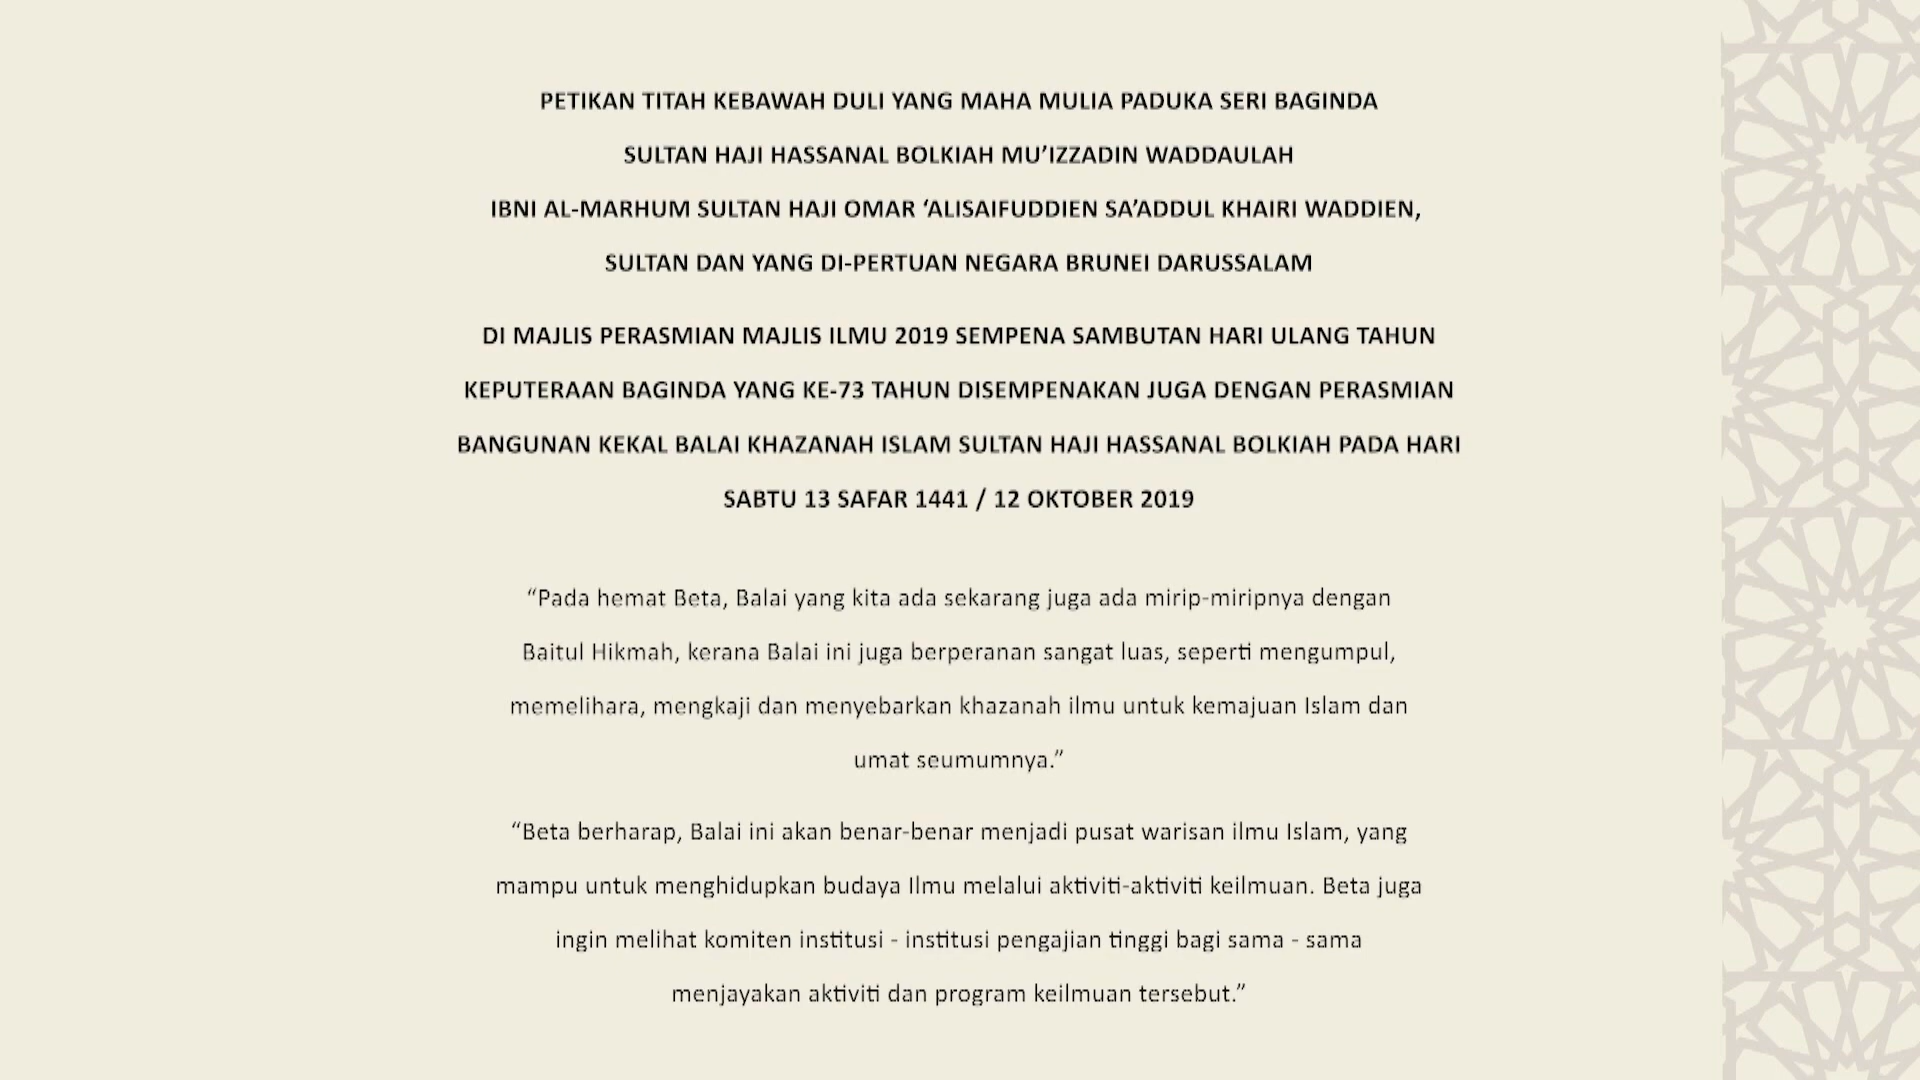 PETIKAN TITAH KEBAWAH DULI YANG MAHA MULIA PADUKA SERI BAGINDA
SULTAN HAJI HASSANAL BOLKIAH MU’IZZADIN WADDAULAH
IBNI AL-MARHUM SULTAN HAJI OMAR ‘ALISAIFUDDIEN SA’ADDUL KHAIRI WADDIEN,
SULTAN DAN YANG DI-PERTUAN NEGARA BRUNEI DARUSSALAM
DI MAJLIS PERASMIAN MAJLIS ILMU 2019 SEMPENA SAMBUTAN HARI ULANG TAHUN
KEPUTERAAN BAGINDA YANG KE-73 TAHUN DISEMPENAKAN JUGA DENGAN PERASMIAN
BANGUNAN KEKAL BALAI KHAZANAH ISLAM SULTAN HAJI HASSANAL BOLKIAH PADA HARI
SABTU 13 SAFAR 1441 / 12 OKTOBER 2019
“Pada hemat Beta, Balai yang kita ada sekarang juga ada mirip-miripnya dengan
Baitul Hikmah, kerana Balai ini juga berperanan sangat luas, seperti mengumpul,
memelihara, mengkaji dan menyebarkan khazanah ilmu untuk kemajuan Islam dan
umat seumumnya.”
“Beta berharap, Balai ini akan benar-benar menjadi pusat warisan ilmu Islam, yang
mampu untuk menghidupkan budaya Ilmu melalui aktiviti-aktiviti keilmuan. Beta juga
ingin melihat komiten institusi - institusi pengajian tinggi bagi sama - sama
menjayakan aktiviti dan program keilmuan tersebut.”